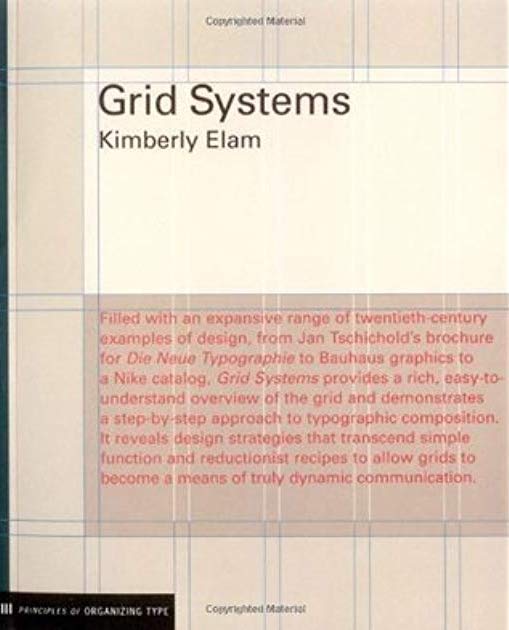 Copyrighted Material
Grid Systems
Kimberly Elam
Filled with an expansive range of twentieth-century
examples of design, from Jan Tschichold's brochure
for Die Neue Typographie to Bauhaus graphics to
a Nike catalog, Grid Systems provides a rich, easy-to-
understand overview of the grid and demonstrates
a step-by-step approach to typographic composition.
It reveals design strategies that transcend simple
function and reductionist recipes to allow grids to
become a means of truly dynamic communication.
PRINCIPLES of ORGANIZING TYPE
Copyrighted Material